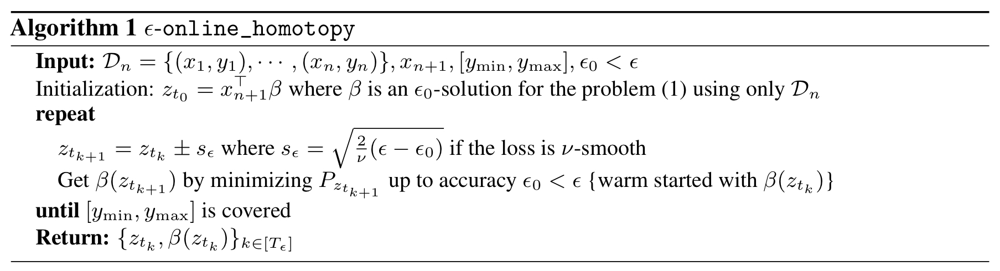 Algorithm 1 ϵ-online_homotopy
Input: $\mathcal{D}_n = \{(x_1, y_1), \cdots, (x_n, y_n)\}, x_{n+1}, [y_{\min}, y_{\max}], \epsilon_0 < \epsilon$
Initialization: $z_{t_0} = x_{n+1}^\top \beta$ where $\beta$ is an $\epsilon_0$-solution for the problem (1) using only $\mathcal{D}_n$
repeat
$z_{t_{k+1}} = z_{t_k} \pm s_\epsilon$ where $s_\epsilon = \sqrt{\frac{2}{\nu}(\epsilon - \epsilon_0)}$ if the loss is $\nu$-smooth
Get $\beta(z_{t_{k+1}})$ by minimizing $P_{z_{t_{k+1}}}$ up to accuracy $\epsilon_0 < \epsilon$ {warm started with $\beta(z_{t_k})$}
until $[y_{\min}, y_{\max}]$ is covered
Return: $\{z_{t_k}, \beta(z_{t_k})\}_{k \in [T_\epsilon]}$